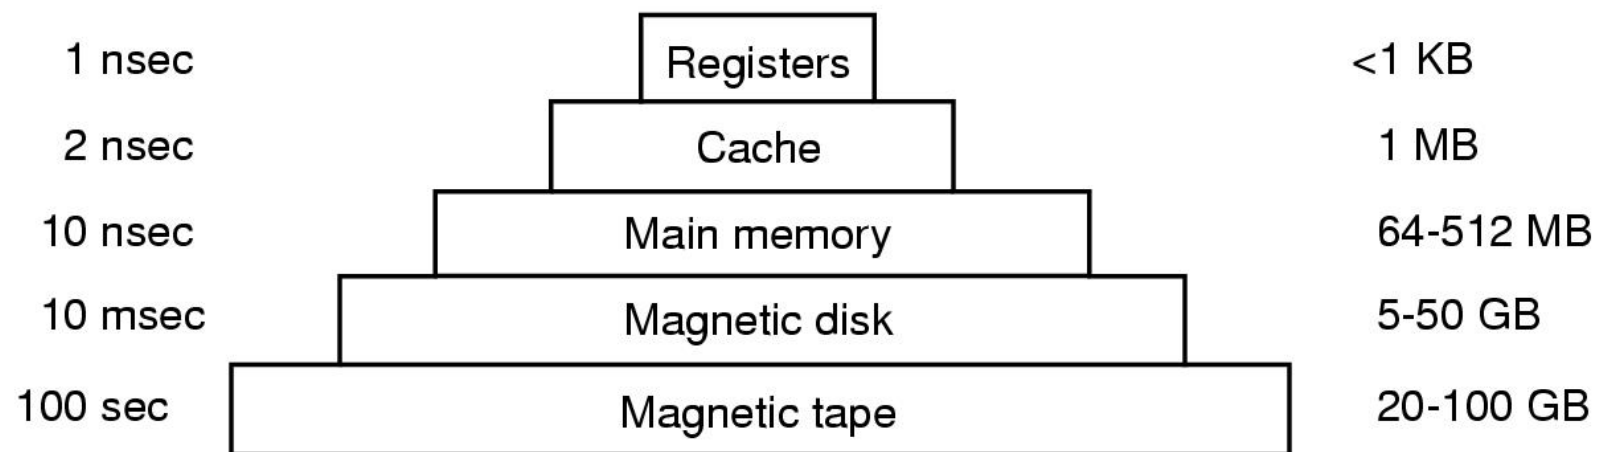 1 nsec Registers <1 KB
2 nsec Cache 1 MB
10 nsec Main memory 64-512 MB
10 msec Magnetic disk 5-50 GB
100 sec Magnetic tape 20-100 GB